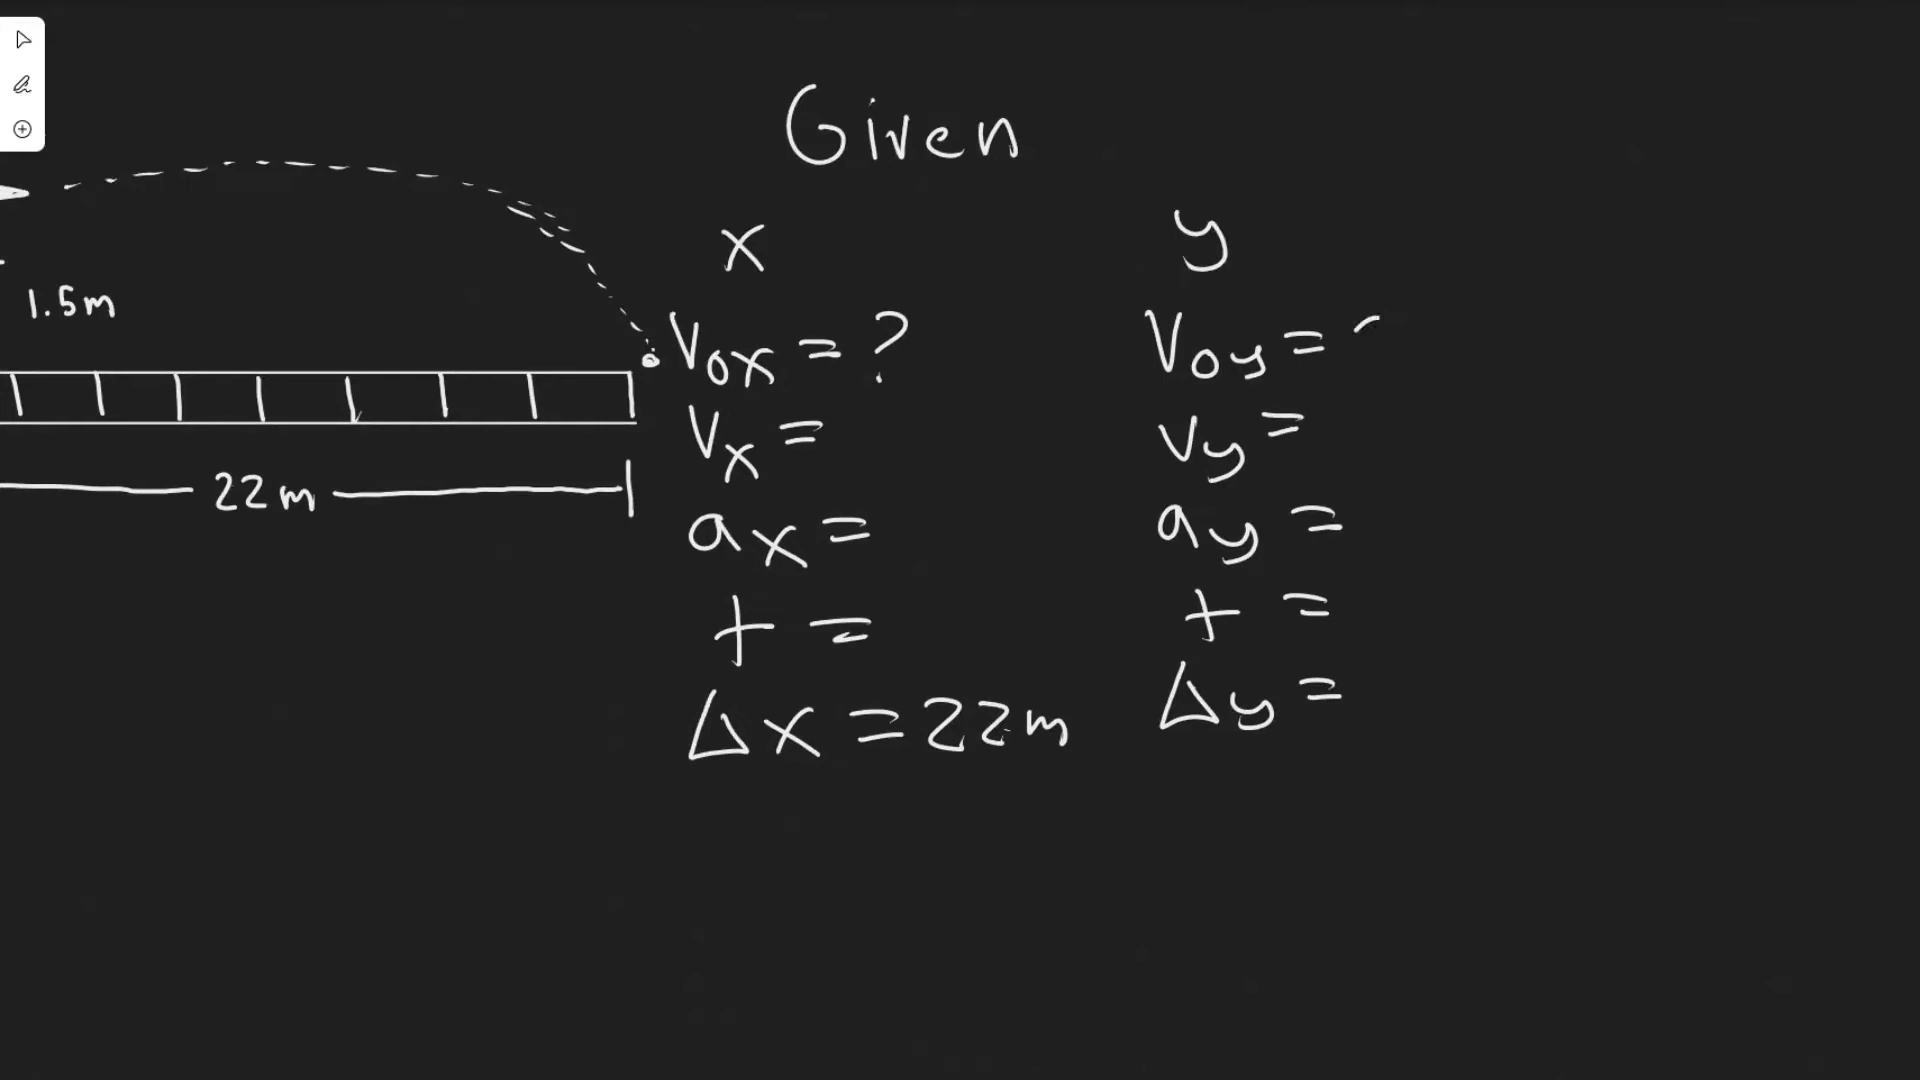 Given
x
y
1.5m
Vox = ?
Voy =
Vx =
Vy =
22m
ax =
ay =
t =
t =
Δx = 22m
Δy =